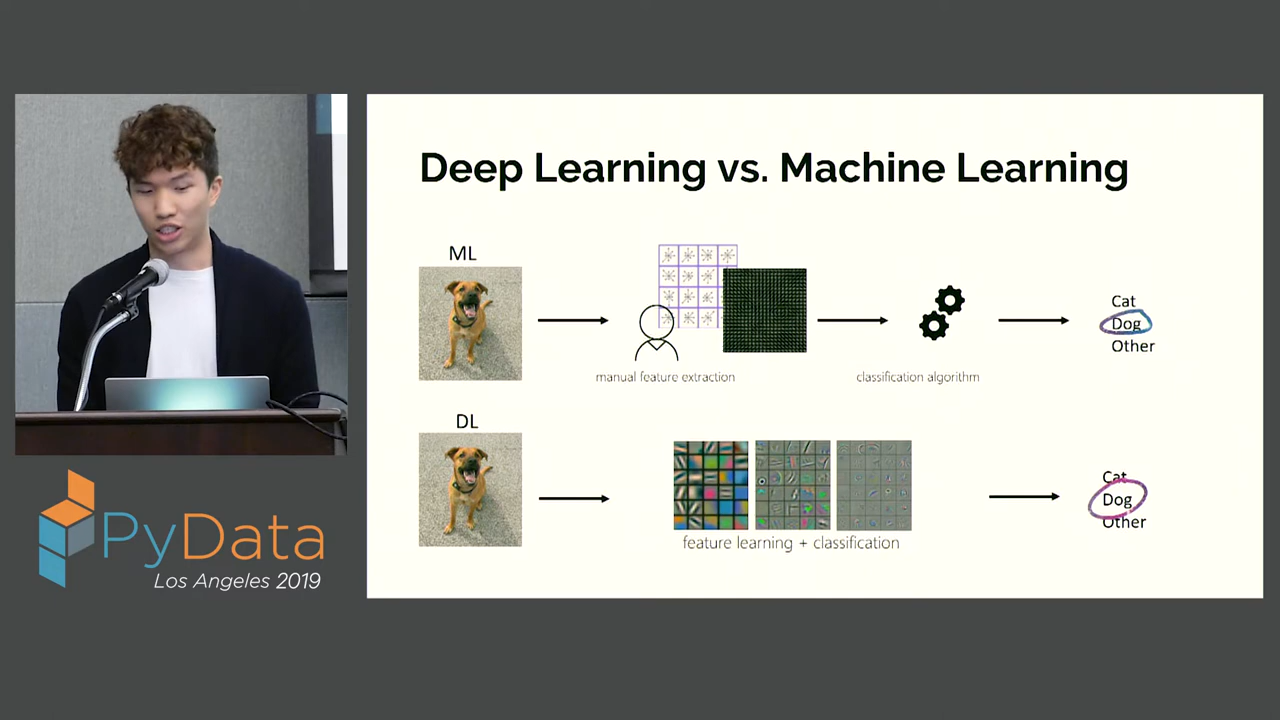 Deep Learning vs. Machine Learning
ML
manual feature extraction
classification algorithm
Cat
Dog
Other
DL
feature learning + classification
Cat
Dog
Other
PyData
Los Angeles 2019